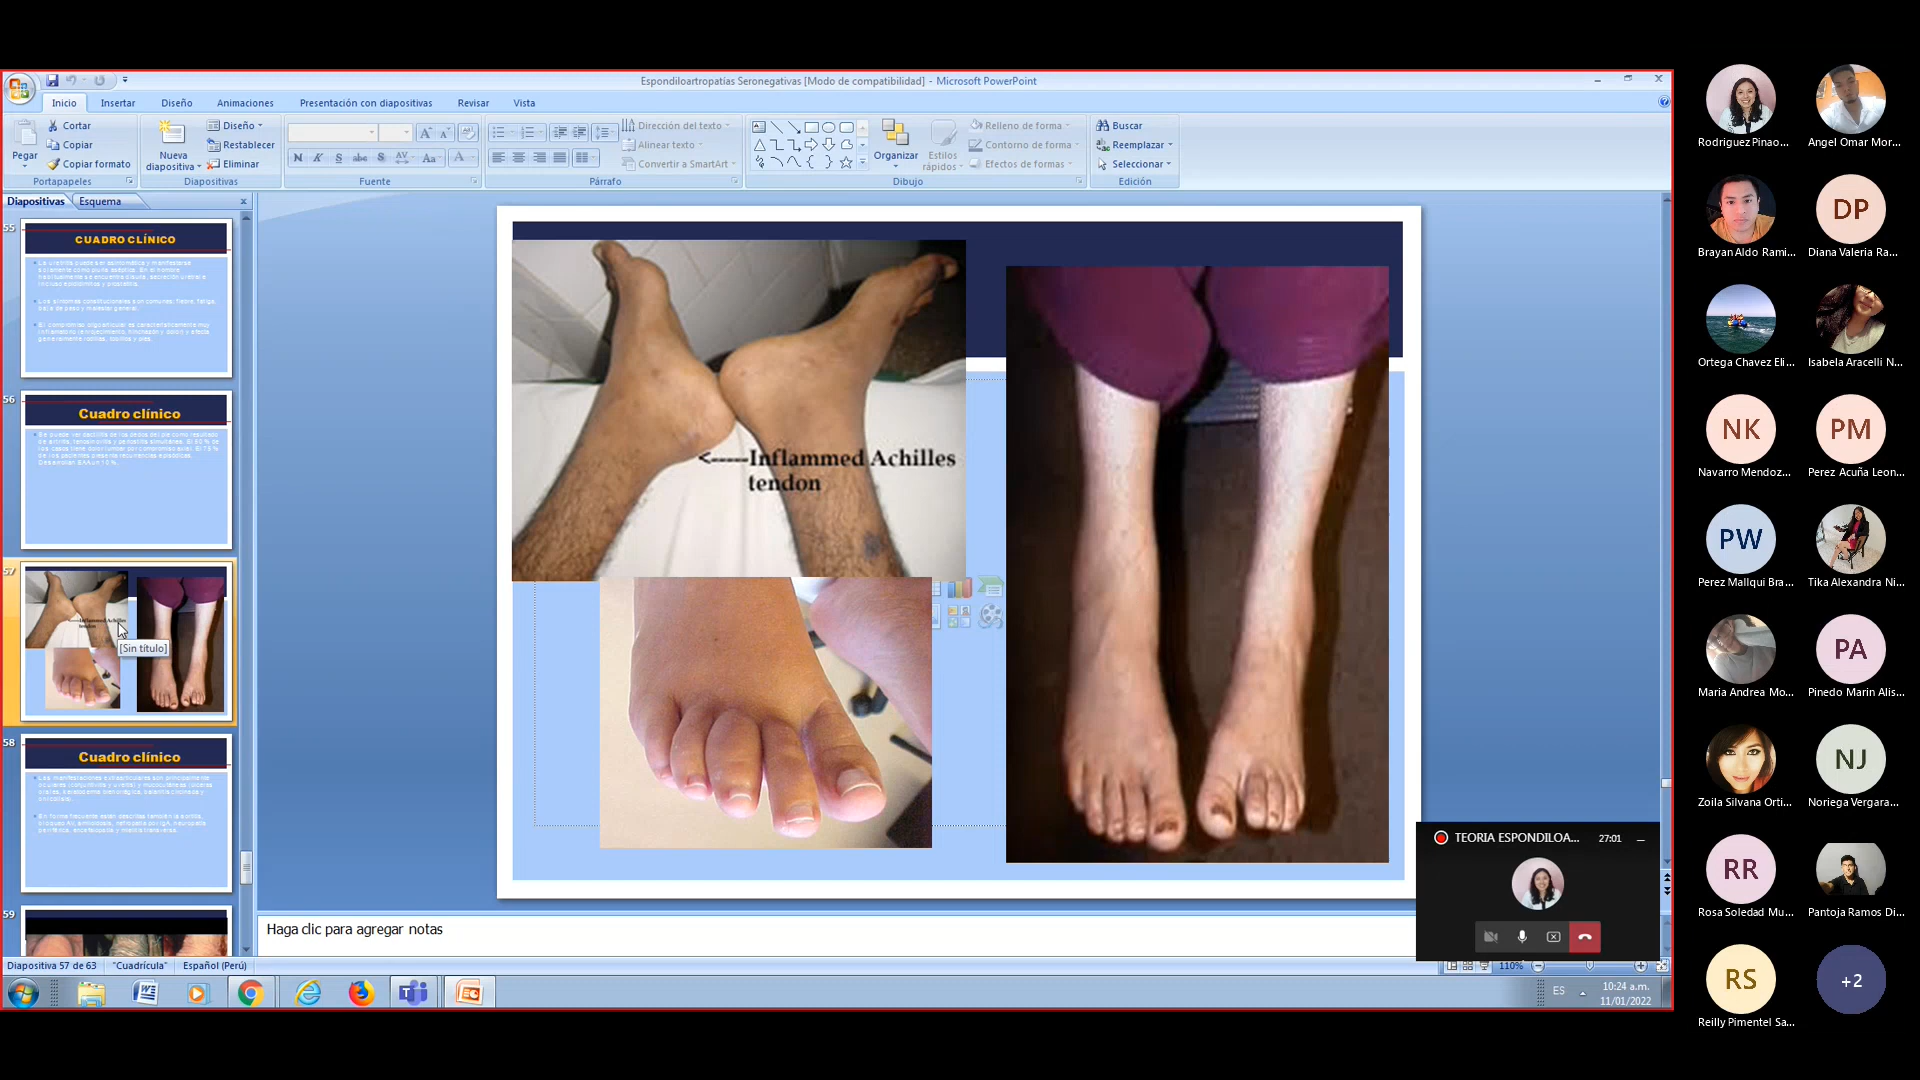 Espondiloartropatías Seronegativas [Modo de compatibilidad] - Microsoft PowerPoint
Inicio
Insertar
Diseño
Animaciones
Presentación con diapositivas
Revisar
Vista
Pegar
Cortar
Copiar
Copiar formato
Portapapeles
Nueva
diapositiva
Diseño
Restablecer
Eliminar
Diapositivas
Fuente
Dirección del texto
Alinear texto
Convertir a SmartArt
Párrafo
Organizar
Estilos
rápidos
Relleno de forma
Contorno de forma
Efectos de formas
Dibujo
Buscar
Reemplazar
Seleccionar
Edición
Diapositivas
Esquema
55
CUADRO CLÍNICO
56
Cuadro clínico
57
[Sin título]
58
Cuadro clínico
59
<-----Inflammed Achilles
tendon
Haga clic para agregar notas
Diapositiva 57 de 63
"Cuadrícula"
Español (Perú)
110%
TEORIA ESPONDILOA...
27:01
ES
10:24 a.m.
11/01/2022
Rodriguez Pinao...
Angel Omar Mor...
Brayan Aldo Rami...
DP
Diana Valeria Ra...
Ortega Chavez Eli...
Isabela Aracelli N...
NK
Navarro Mendoz...
PM
Perez Acuña Leon...
PW
Perez Mallqui Bra...
Tika Alexandra Ni...
Maria Andrea Mo...
PA
Pinedo Marin Alis...
Zoila Silvana Orti...
NJ
Noriega Vergara...
RR
Rosa Soledad Mu...
Pantoja Ramos Di...
RS
Reilly Pimentel Sa...
+2